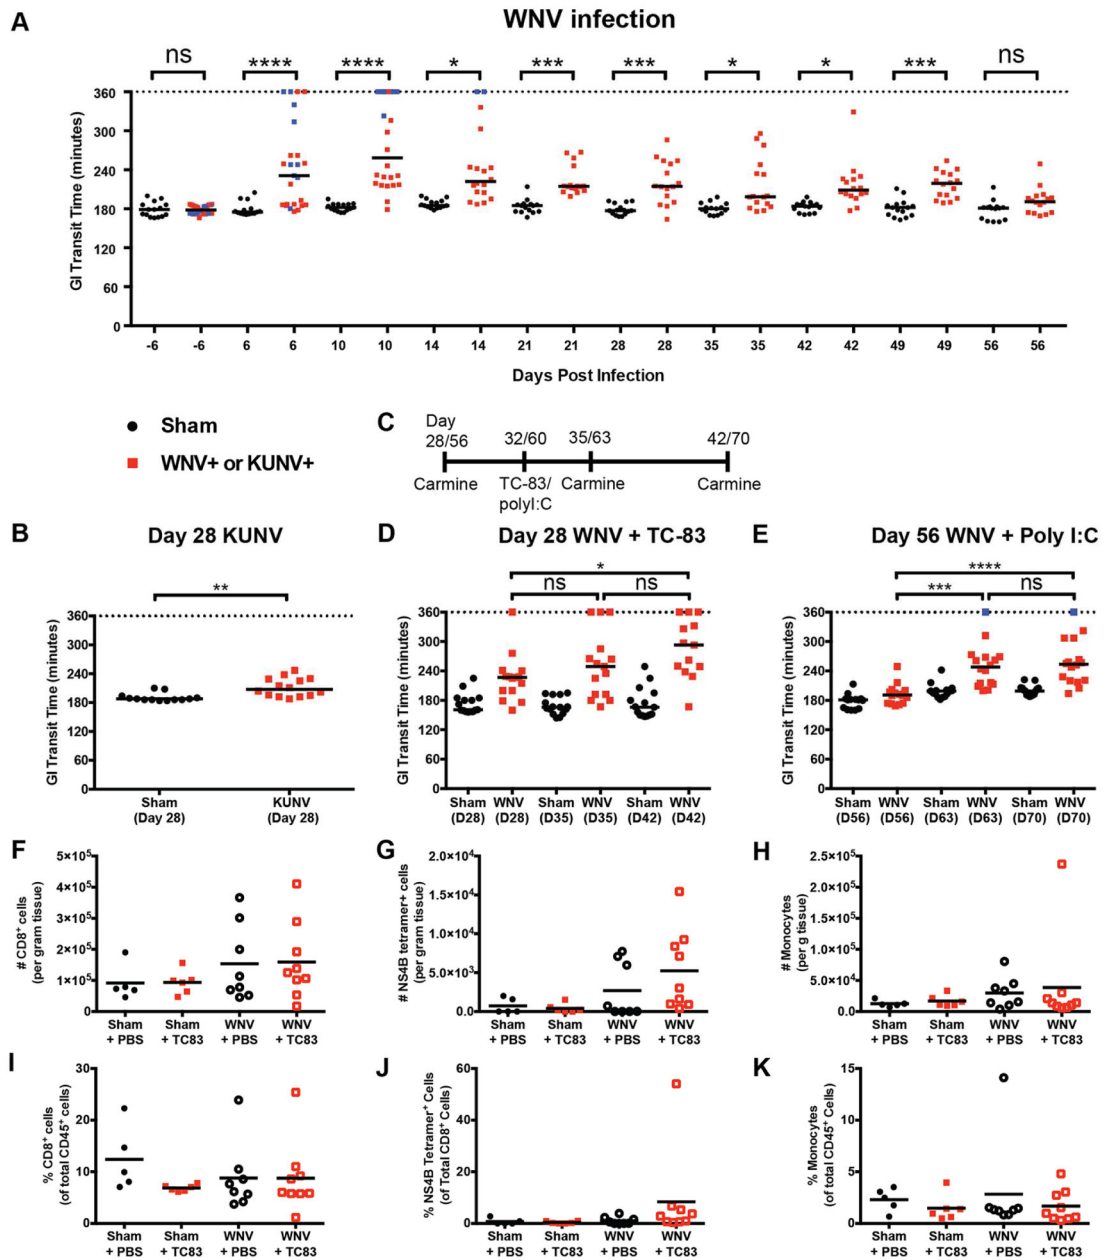 A
WNV infection
ns
****
****
*
***
***
*
*
***
ns
GI Transit Time (minutes)
360
300
240
180
120
60
0
-6 -6 6 6 10 10 14 14 21 21 28 28 35 35 42 42 49 49 56 56
Days Post Infection
Sham
WNV+ or KUNV+
C
Day
28/56 32/60 35/63 42/70
Carmine TC-83/ Carmine Carmine
polyI:C
B
Day 28 KUNV
**
GI Transit Time (minutes)
360
300
240
180
120
60
0
Sham KUNV
(Day 28) (Day 28)
D
Day 28 WNV + TC-83
*
ns ns
GI Transit Time (minutes)
360
300
240
180
120
60
0
Sham WNV Sham WNV Sham WNV
(D28) (D28) (D35) (D35) (D42) (D42)
E
Day 56 WNV + Poly I:C
****
*** ns
GI Transit Time (minutes)
360
300
240
180
120
60
0
Sham WNV Sham WNV Sham WNV
(D56) (D56) (D63) (D63) (D70) (D70)
F
# CD8⁺ cells
(per gram tissue)
5×10⁵
4×10⁵
3×10⁵
2×10⁵
1×10⁵
0
Sham Sham WNV WNV
+ PBS + TC83 + PBS + TC83
G
# NS4B tetramer+ cells
(per gram tissue)
2.0×10⁴
1.5×10⁴
1.0×10⁴
5.0×10³
0.0
Sham Sham WNV WNV
+ PBS + TC83 + PBS + TC83
H
# Monocytes
(per g tissue)
2.5×10⁵
2.0×10⁵
1.5×10⁵
1.0×10⁵
5.0×10⁴
0.0
Sham Sham WNV WNV
+ PBS + TC83 + PBS + TC83
I
% CD8⁺ cells
(of total CD45⁺ cells)
30
20
10
0
Sham Sham WNV WNV
+ PBS + TC83 + PBS + TC83
J
% NS4B Tetramer⁺ Cells
(of Total CD8⁺ Cells)
60
40
20
0
Sham Sham WNV WNV
+ PBS + TC83 + PBS + TC83
K
% Monocytes
(of total CD45⁺ Cells)
15
10
5
0
Sham Sham WNV WNV
+ PBS + TC83 + PBS + TC83